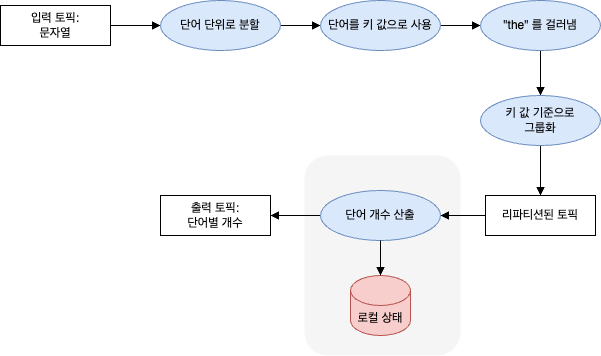 입력 토픽:
문자열
단어 단위로 분할
단어를 키 값으로 사용
"the" 를 걸러냄
키 값 기준으로
그룹화
리파티션된 토픽
단어 개수 산출
출력 토픽:
단어별 개수
로컬 상태